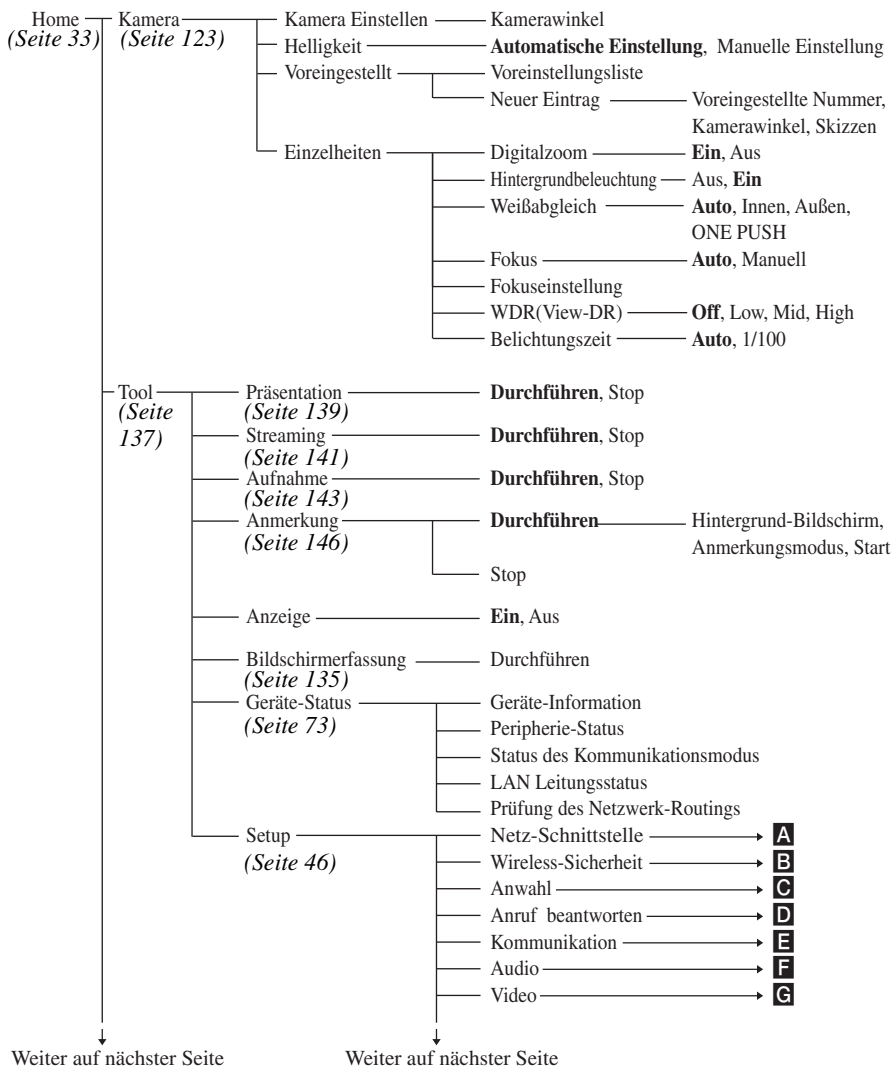 Home Kamera Kamera Einstellen Kamerawinkel
(Seite 33) (Seite 123) Helligkeit Automatische Einstellung, Manuelle Einstellung
Voreingestellt Voreinstellungsliste
Neuer Eintrag Voreingestellte Nummer,
Kamerawinkel, Skizzen
Einzelheiten Digitalzoom Ein, Aus
Hintergrundbeleuchtung Aus, Ein
Weißabgleich Auto, Innen, Außen,
ONE PUSH
Fokus Auto, Manuell
Fokuseinstellung
WDR(View-DR) Off, Low, Mid, High
Belichtungszeit Auto, 1/100
Tool Präsentation Durchführen, Stop
(Seite (Seite 139)
137) Streaming Durchführen, Stop
(Seite 141)
Aufnahme Durchführen, Stop
(Seite 143)
Anmerkung Durchführen Hintergrund-Bildschirm,
(Seite 146) Anmerkungsmodus, Start
Stop
Anzeige Ein, Aus
Bildschirmerfassung Durchführen
(Seite 135)
Geräte-Status Geräte-Information
(Seite 73) Peripherie-Status
Status des Kommunikationsmodus
LAN Leitungsstatus
Prüfung des Netzwerk-Routings
Setup Netz-Schnittstelle A
(Seite 46) Wireless-Sicherheit B
Anwahl C
Anruf beantworten D
Kommunikation E
Audio F
Video G
Weiter auf nächster Seite Weiter auf nächster Seite